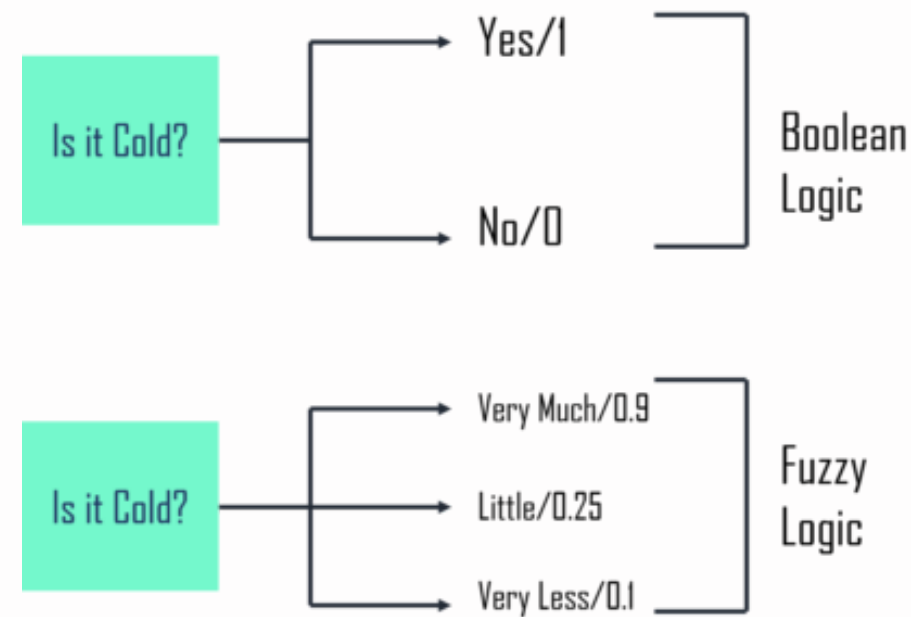 Is it Cold?
Yes/1
No/0
Boolean
Logic
Is it Cold?
Very Much/0.9
Little/0.25
Very Less/0.1
Fuzzy
Logic